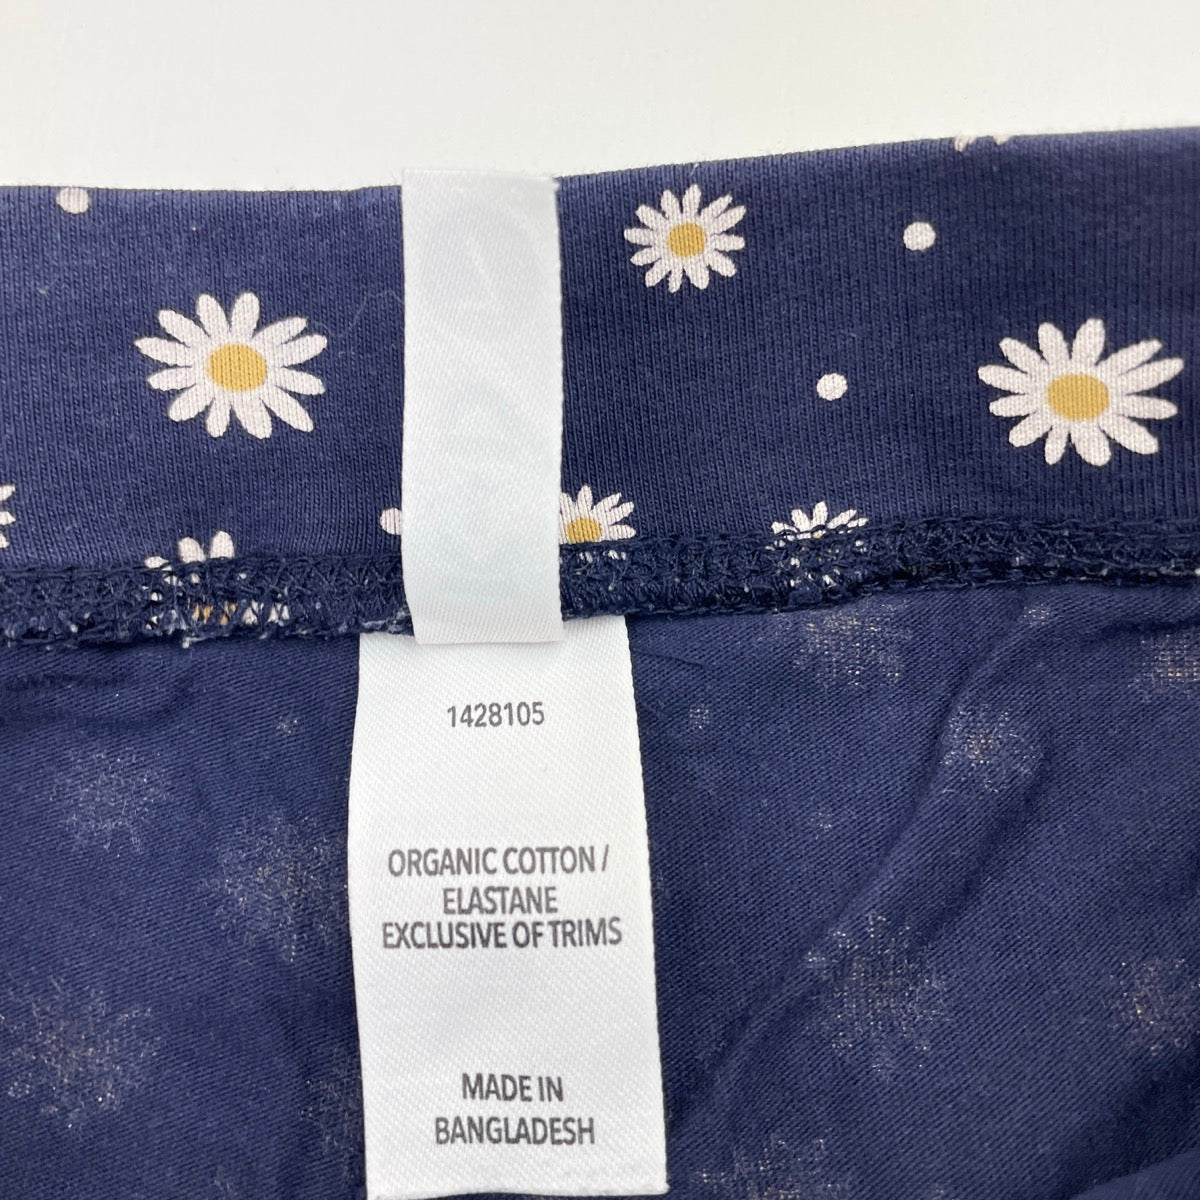 1428105
ORGANIC COTTON /
ELASTANE
EXCLUSIVE OF TRIMS
MADE IN
BANGLADESH